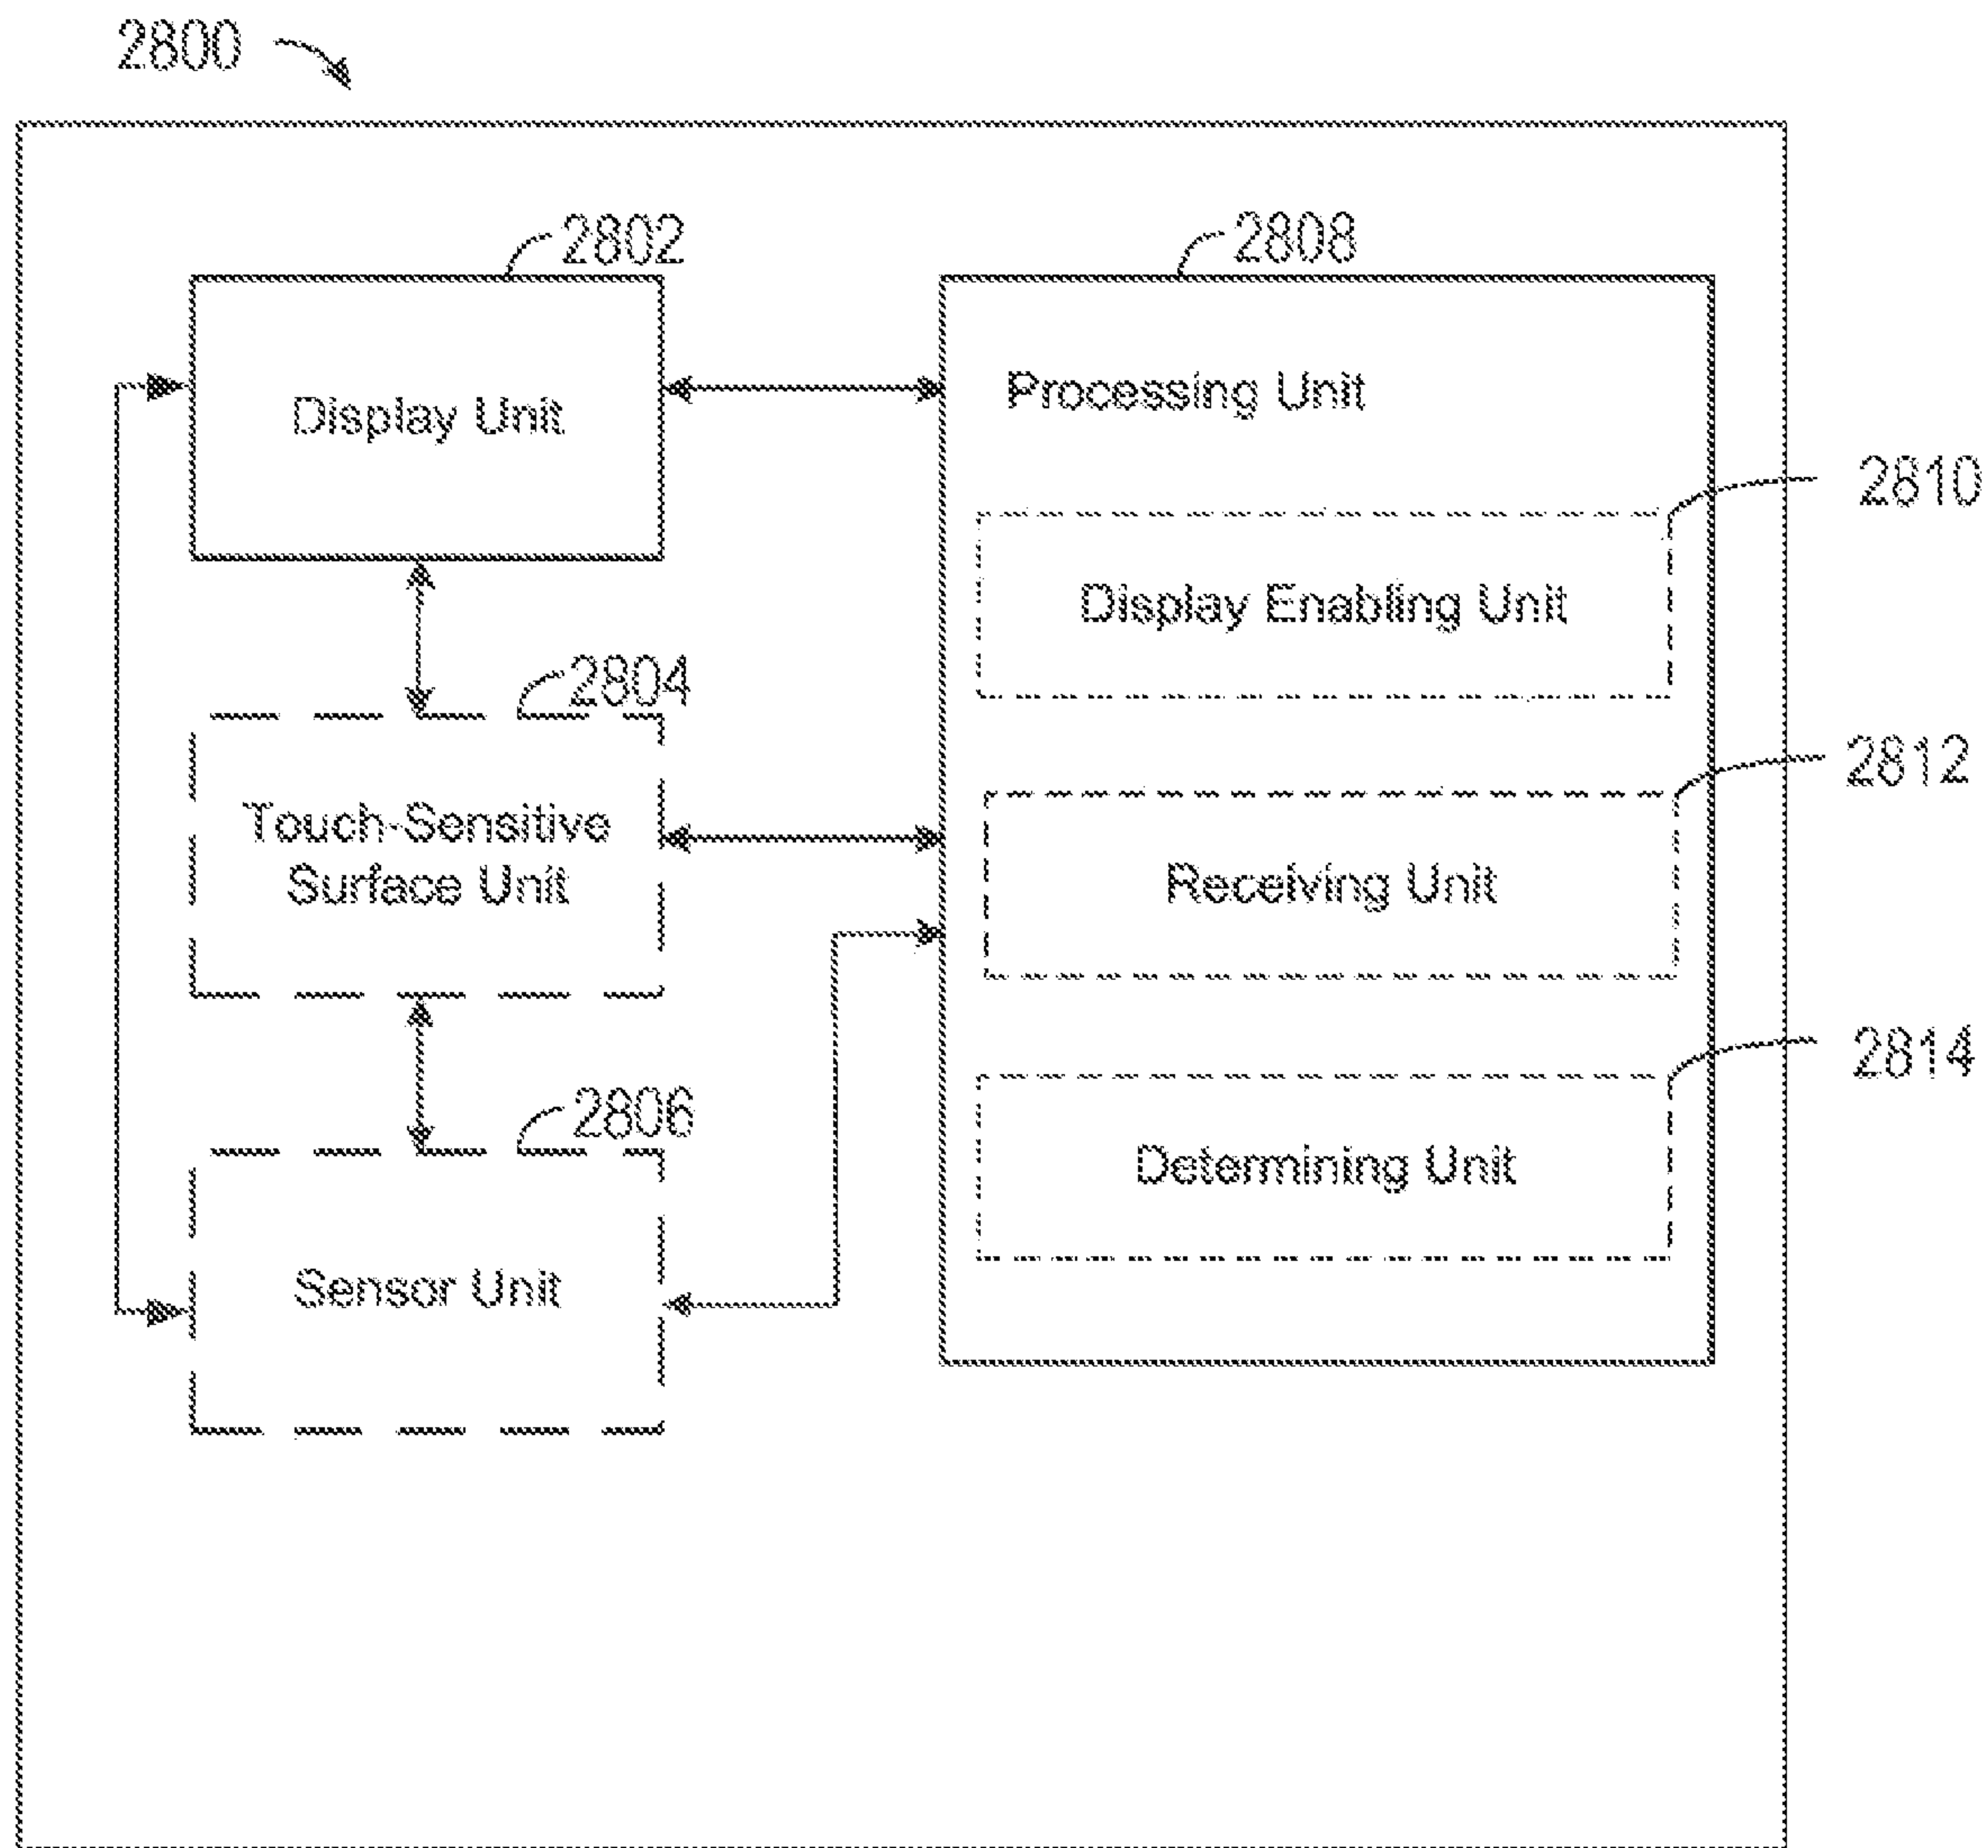 2800
2802
2808
Display Unit
Processing Unit
2810
Display Enabling Unit
2804
2812
Touch-Sensitive
Surface Unit
Receiving Unit
2814
2806
Determining Unit
Sensor Unit